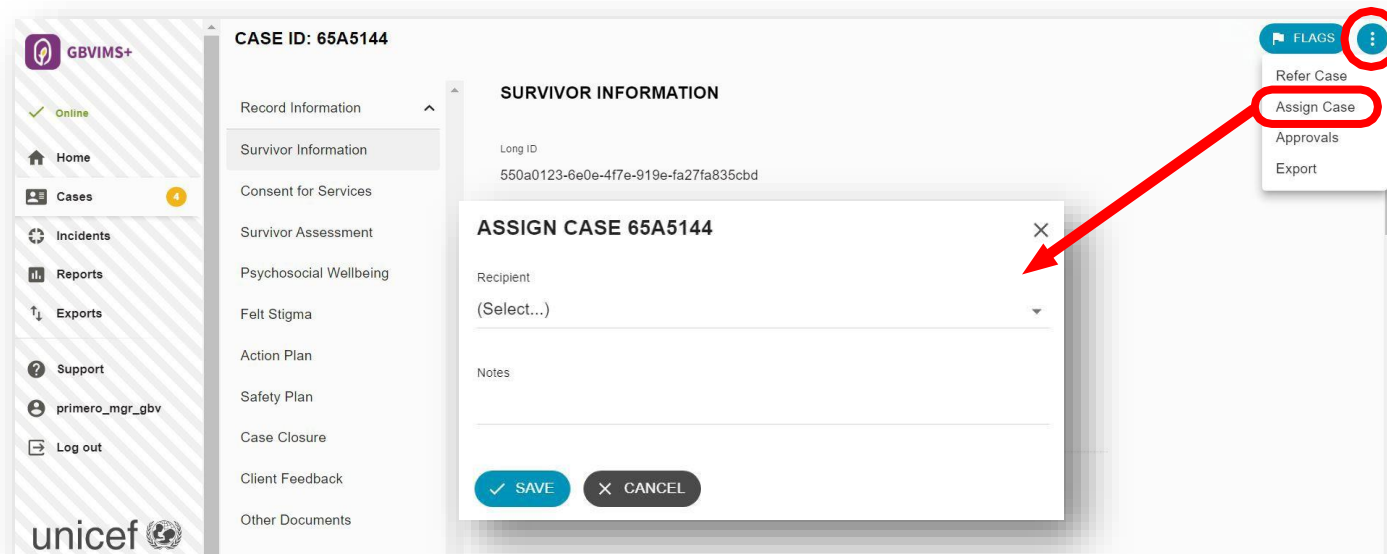 GBVIMS+
Online
Home
Cases 4
Incidents
Reports
Exports
Support
primero_mgr_gbv
Log out
unicef
CASE ID: 65A5144
Record Information
Survivor Information
Consent for Services
Survivor Assessment
Psychosocial Wellbeing
Felt Stigma
Action Plan
Safety Plan
Case Closure
Client Feedback
Other Documents
SURVIVOR INFORMATION
Long ID
550a0123-6e0e-4f7e-919e-fa27fa835cbd
FLAGS
Refer Case
Assign Case
Approvals
Export
ASSIGN CASE 65A5144
Recipient
(Select...)
Notes
SAVE CANCEL